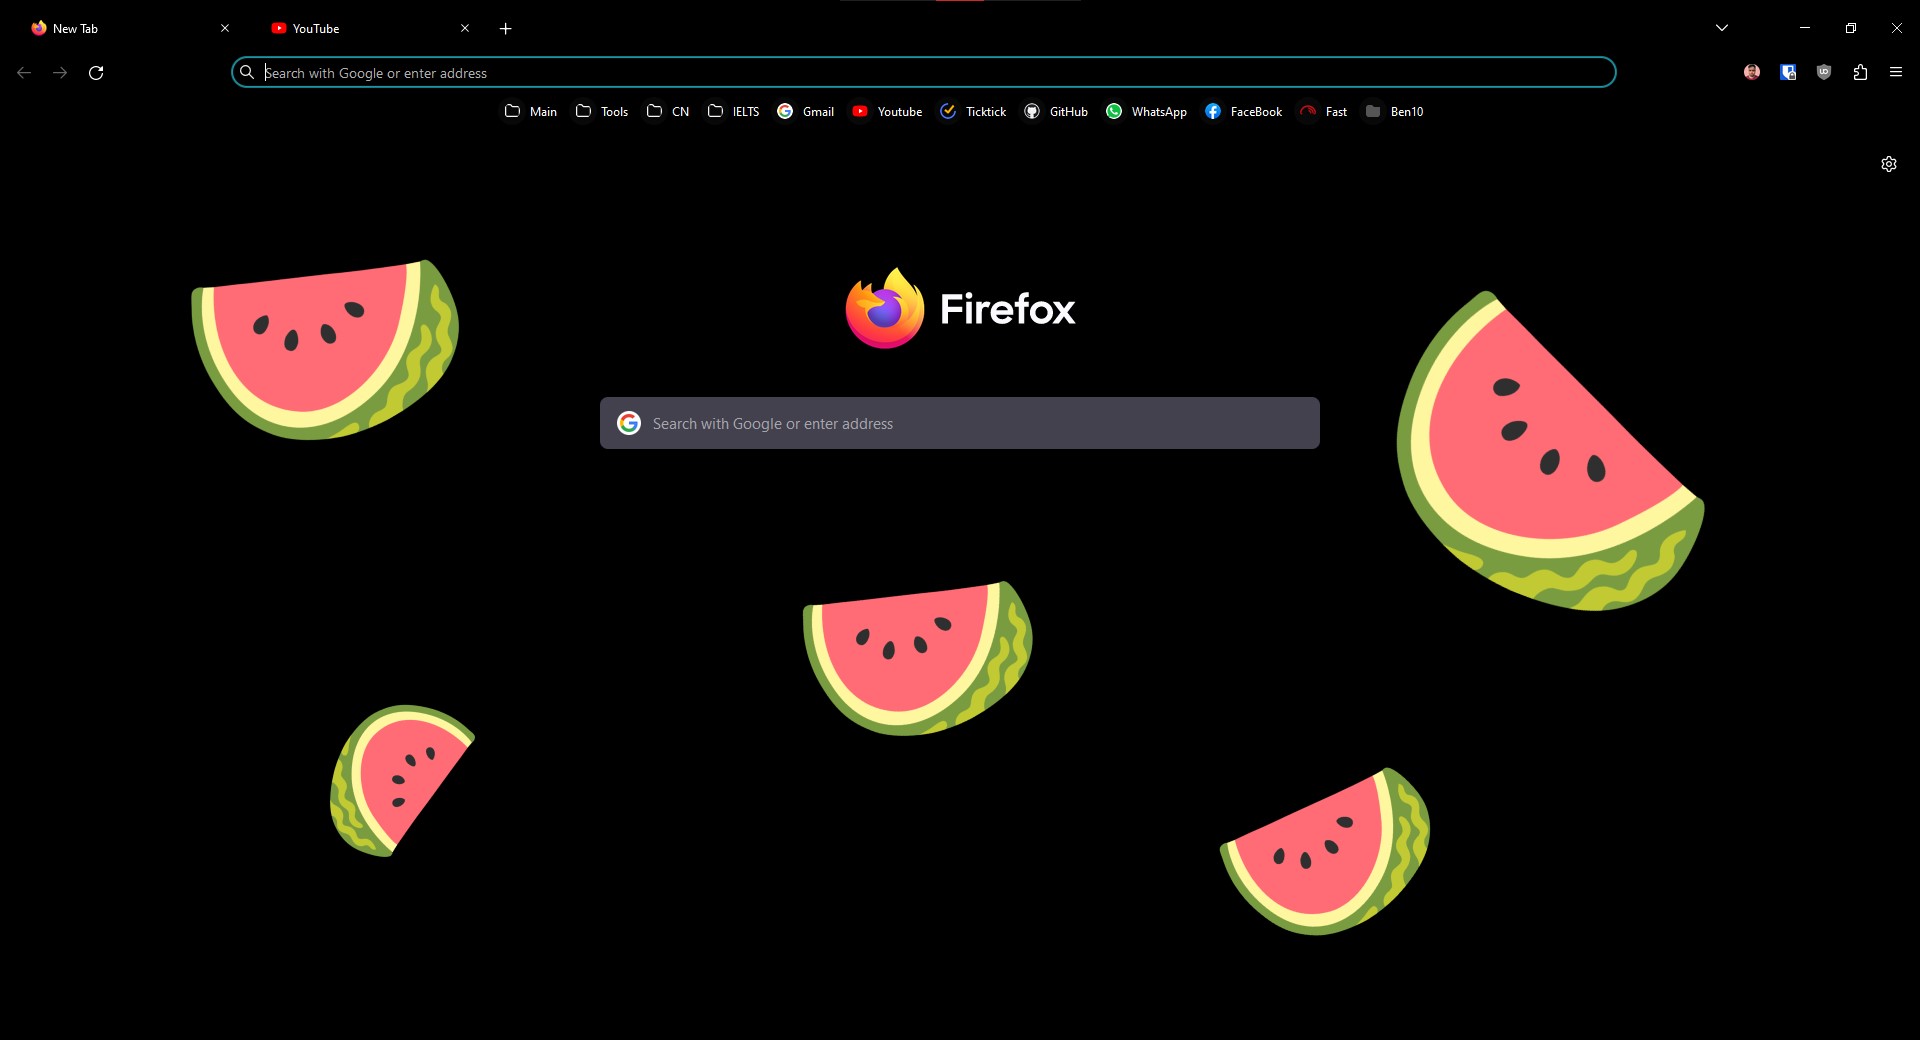 New Tab YouTube
Search with Google or enter address
Main Tools CN IELTS Gmail Youtube Ticktick GitHub WhatsApp FaceBook Fast Ben10
Firefox
Search with Google or enter address